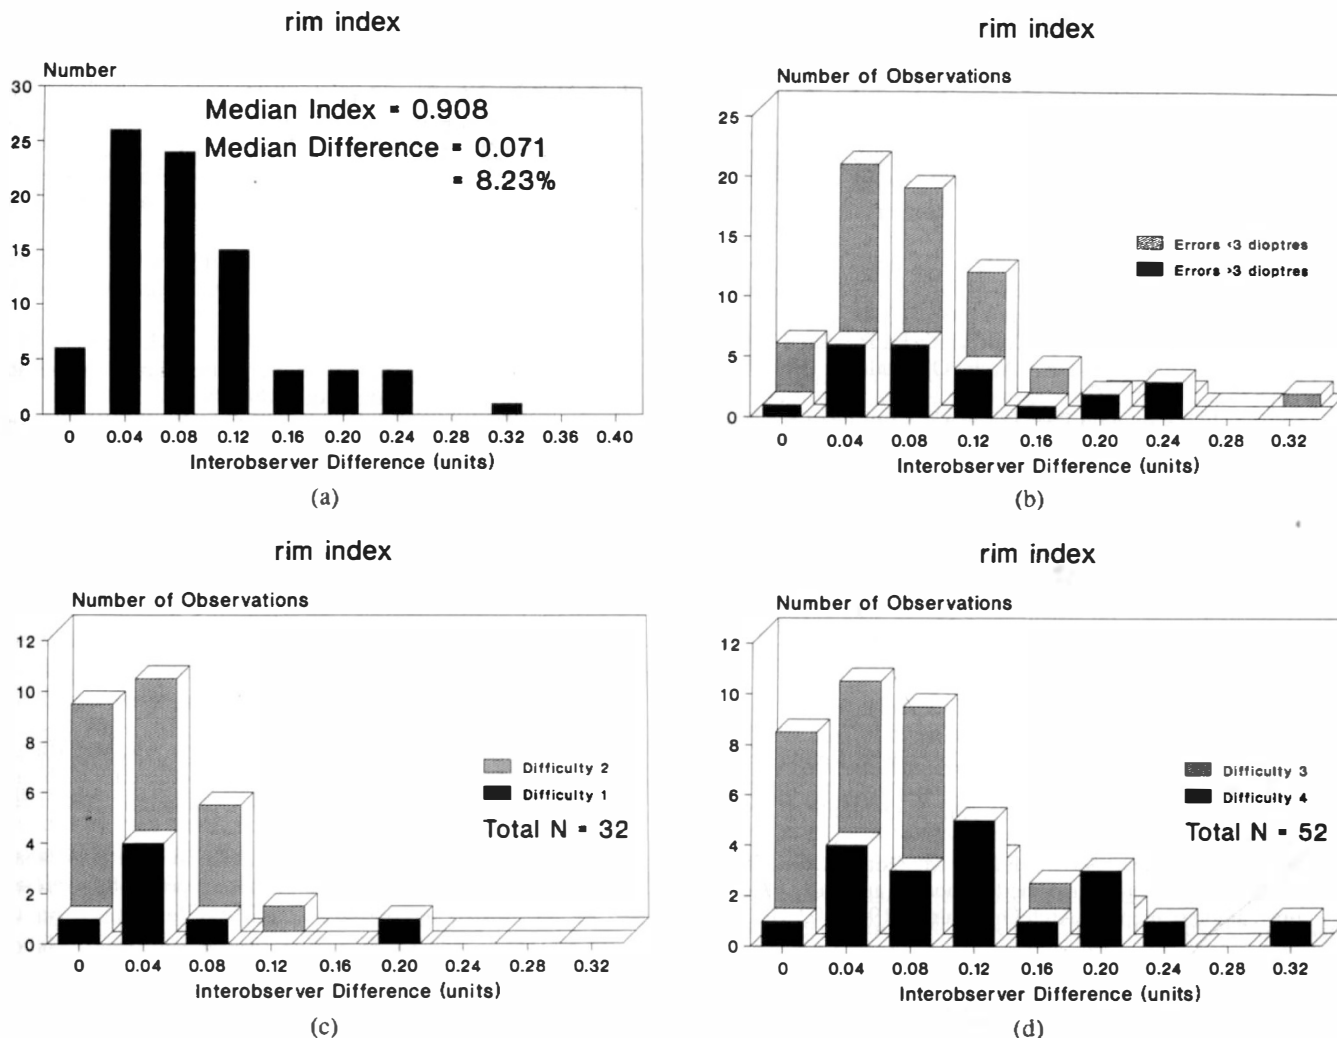 rim index
Number
30
25
20
15
10
5
0
Median Index = 0.908
Median Difference = 0.071
= 8.23%
0 0.04 0.08 0.12 0.16 0.20 0.24 0.28 0.32 0.36 0.40
Interobserver Difference (units)
(a)
rim index
Number of Observations
25
20
15
10
5
0
Errors <3 dioptres
Errors >3 dioptres
0 0.04 0.08 0.12 0.16 0.20 0.24 0.28 0.32
Interobserver Difference (units)
(b)
rim index
Number of Observations
12
10
8
6
4
2
0
Difficulty 2
Difficulty 1
Total N = 32
0 0.04 0.08 0.12 0.16 0.20 0.24 0.28 0.32
Interobserver Difference (units)
(c)
rim index
Number of Observations
12
10
8
6
4
2
0
Difficulty 3
Difficulty 4
Total N = 52
0 0.04 0.08 0.12 0.16 0.20 0.24 0.28 0.32
Interobserver Difference (units)
(d)